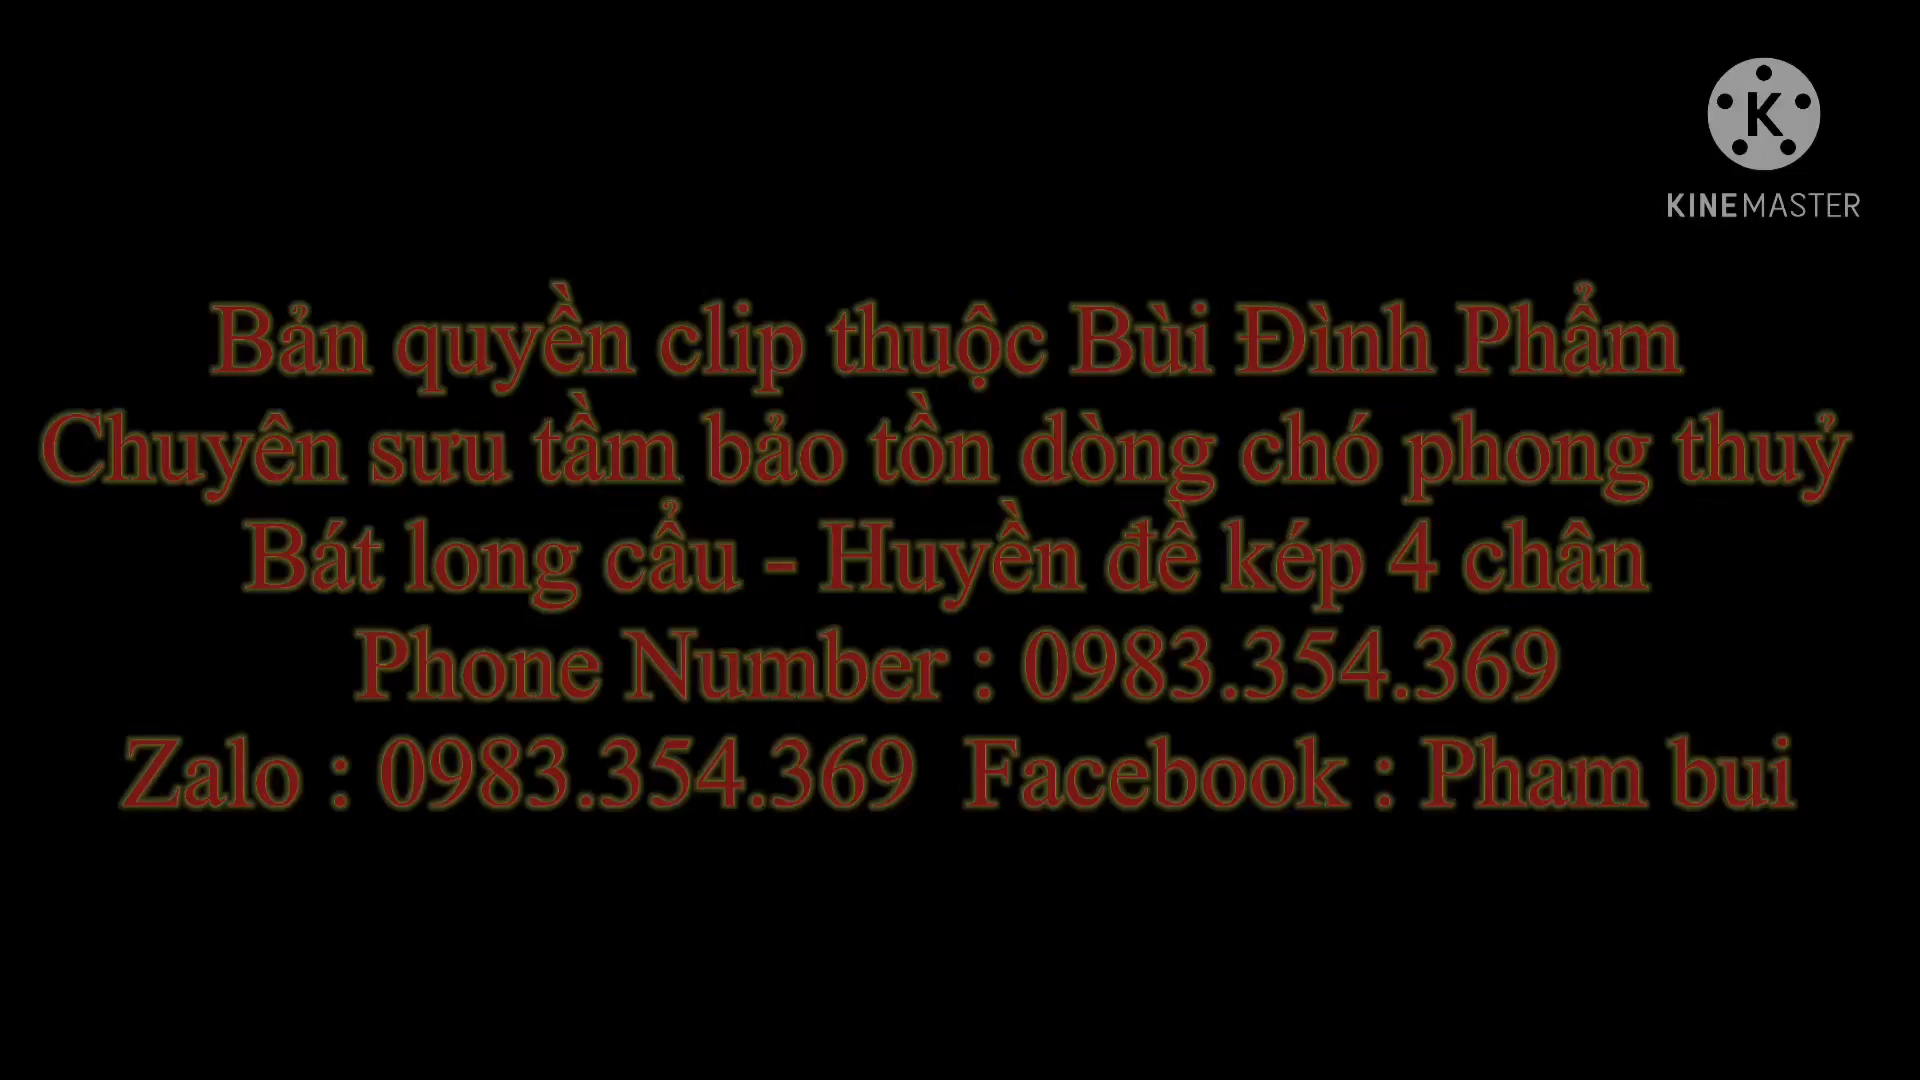 K
KINEMASTER
Bản quyền clip thuộc Bùi Đình Phẩm
Chuyên sưu tầm bảo tồn dòng chó phong thuỷ
Bát long cẩu - Huyền đề kép 4 chân
Phone Number : 0983.354.369
Zalo : 0983.354.369 Facebook : Pham bui